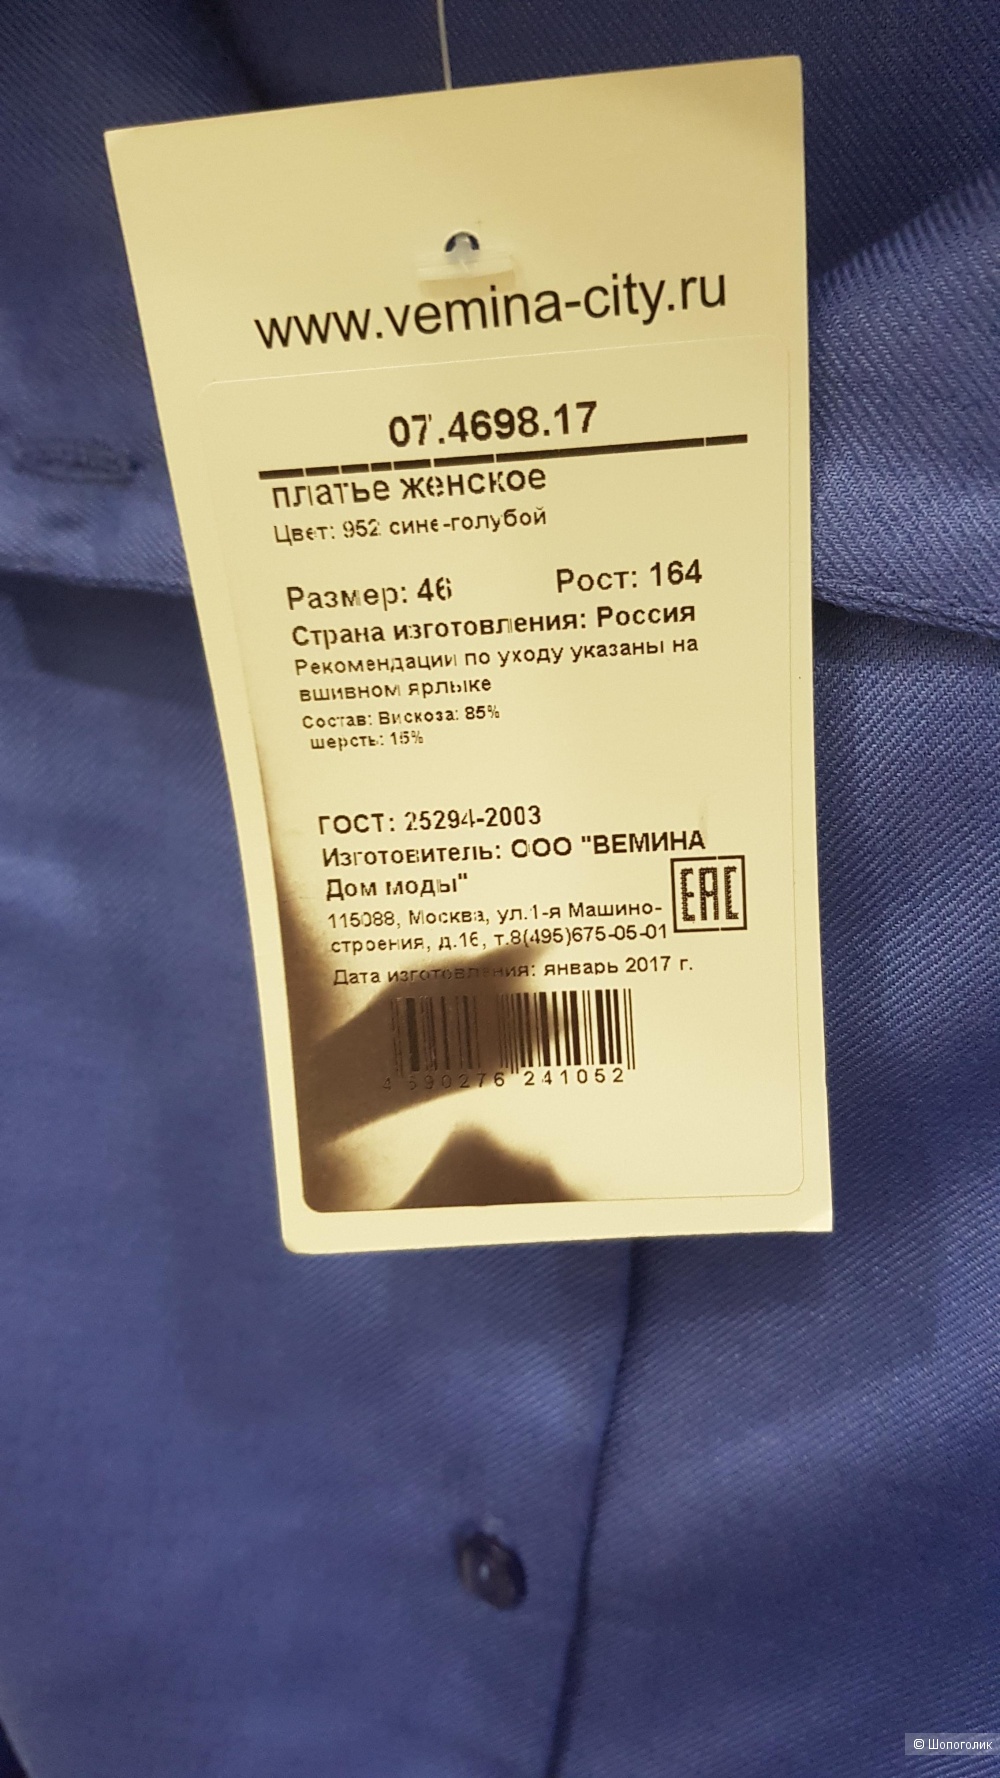 www.vemina-city.ru
07.4698.17
платье женское
Цвет: 952 сине-голубой
Размер: 46 Рост: 164
Страна изготовления: Россия
Рекомендации по уходу указаны на
вшивном ярлыке
Состав: Вискоза: 85%
шерсть: 15%
ГОСТ: 25294-2003
Изготовитель: ООО "ВЕМИНА
Дом моды"
EAC
115088, Москва, ул.1-я Машино-
строения, д.16, т.8(495)675-05-01
Дата изготовления: январь 2017 г.
4 690276 241052
© Шопоголик